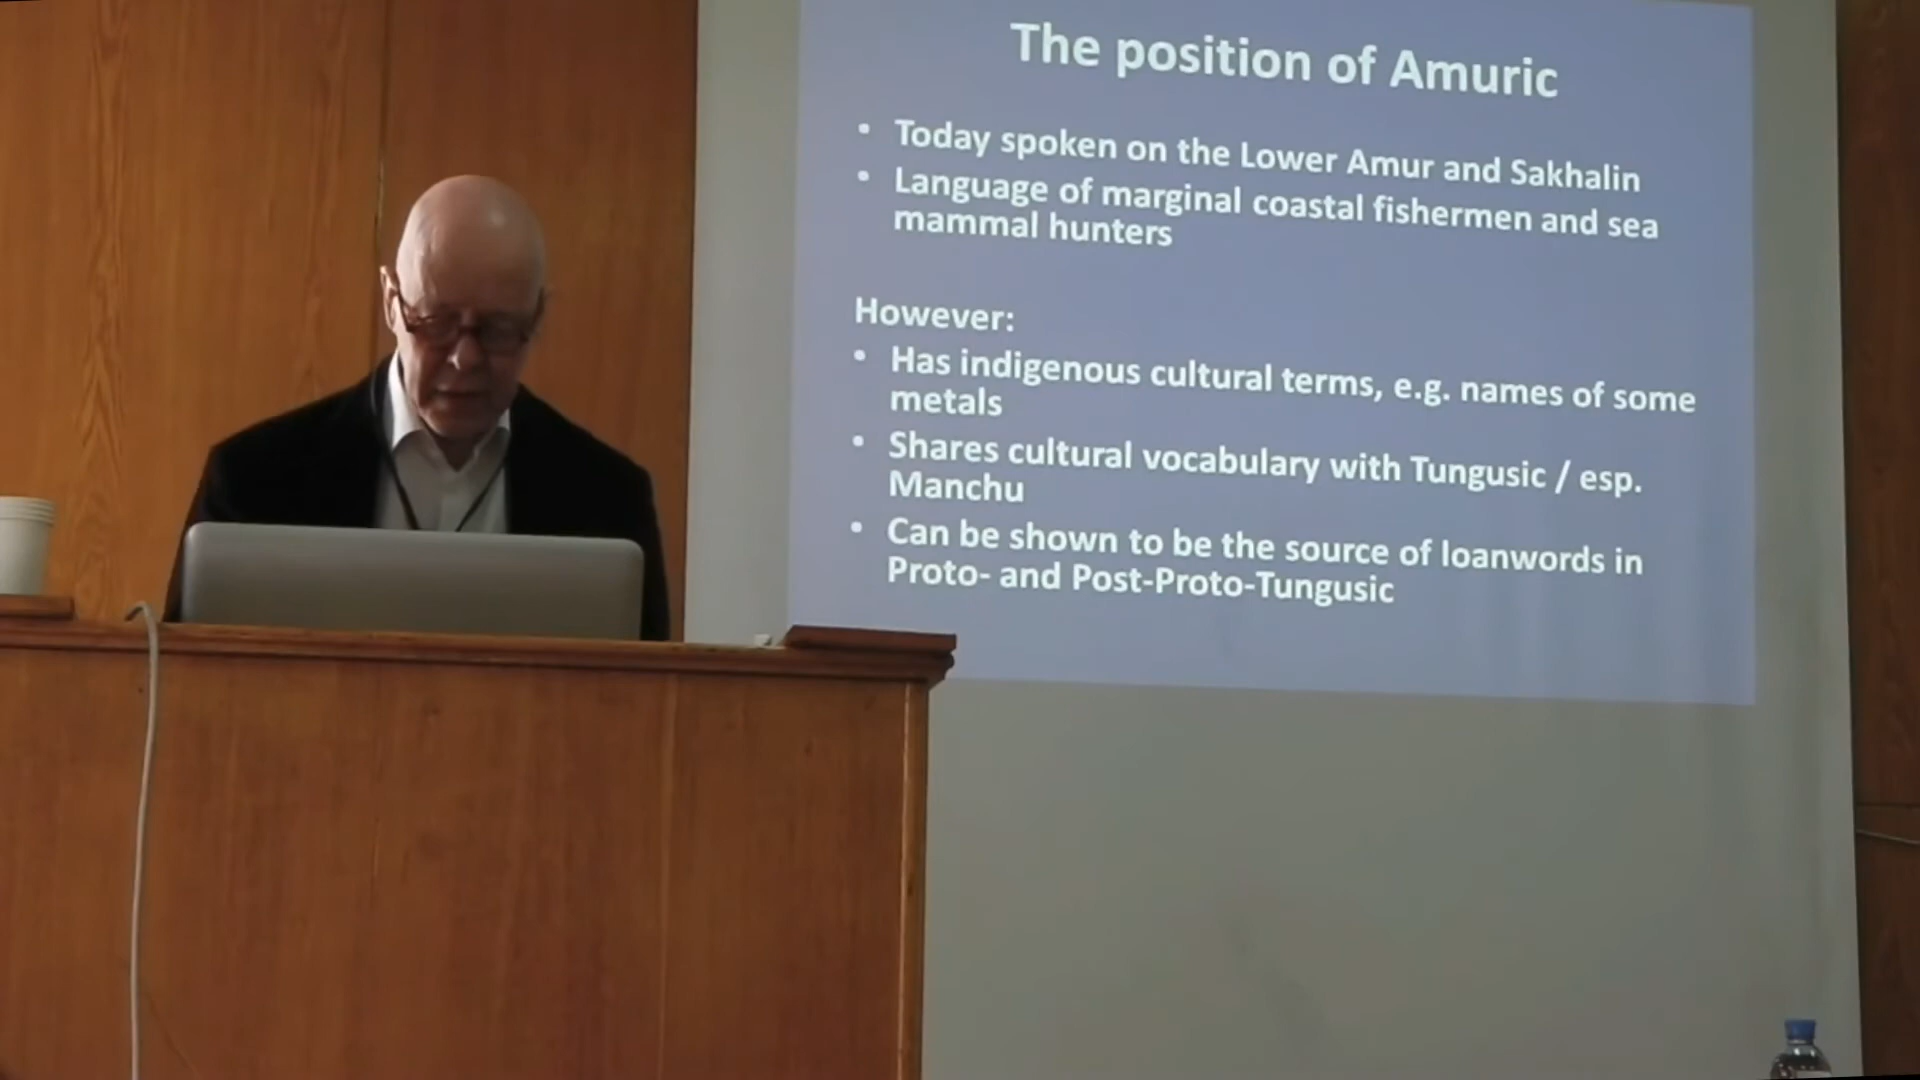 The position of Amuric
• Today spoken on the Lower Amur and Sakhalin
• Language of marginal coastal fishermen and sea
mammal hunters
However:
• Has indigenous cultural terms, e.g. names of some
metals
• Shares cultural vocabulary with Tungusic / esp.
Manchu
• Can be shown to be the source of loanwords in
Proto- and Post-Proto-Tungusic